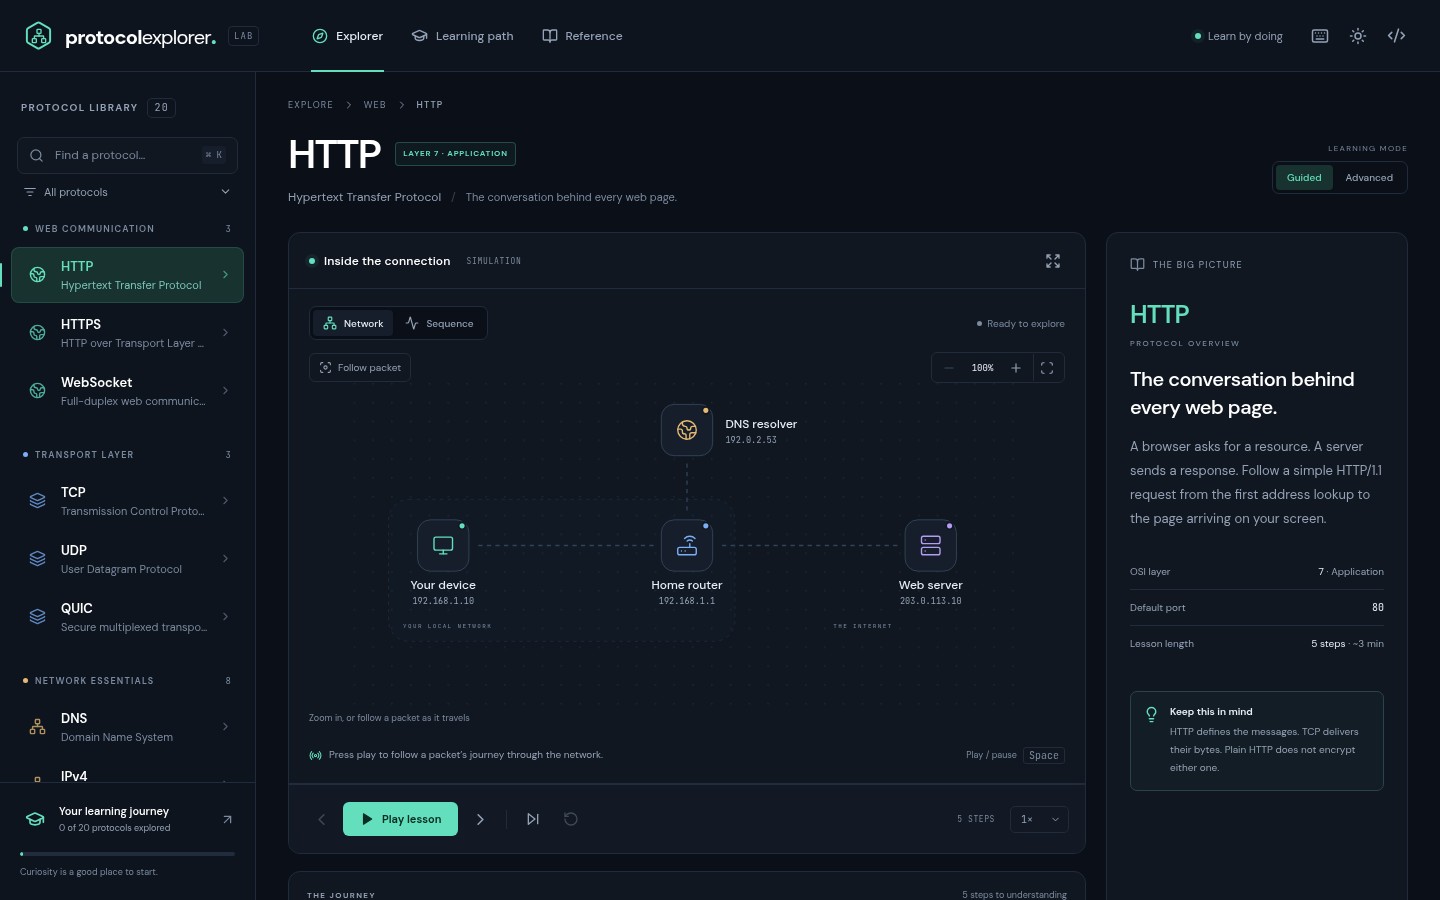 protocolexplorer.
LAB
Explorer
Learning path
Reference
Learn by doing
PROTOCOL LIBRARY
20
Find a protocol...
⌘ K
All protocols
WEB COMMUNICATION
3
HTTP
Hypertext Transfer Protocol
HTTPS
HTTP over Transport Layer ...
WebSocket
Full-duplex web communic...
TRANSPORT LAYER
3
TCP
Transmission Control Proto...
UDP
User Datagram Protocol
QUIC
Secure multiplexed transpo...
NETWORK ESSENTIALS
8
DNS
Domain Name System
IPv4
Your learning journey
0 of 20 protocols explored
Curiosity is a good place to start.
EXPLORE > WEB > HTTP
HTTP
LAYER 7 · APPLICATION
Hypertext Transfer Protocol / The conversation behind every web page.
LEARNING MODE
Guided
Advanced
Inside the connection
SIMULATION
Network
Sequence
Ready to explore
Follow packet
100%
DNS resolver
192.0.2.53
Your device
192.168.1.10
Home router
192.168.1.1
Web server
203.0.113.10
YOUR LOCAL NETWORK
THE INTERNET
Zoom in, or follow a packet as it travels
Press play to follow a packet's journey through the network.
Play / pause
Space
Play lesson
5 STEPS
1×
THE JOURNEY
5 steps to understanding
THE BIG PICTURE
HTTP
PROTOCOL OVERVIEW
The conversation behind
every web page.
A browser asks for a resource. A server
sends a response. Follow a simple HTTP/1.1
request from the first address lookup to
the page arriving on your screen.
OSI layer
7 · Application
Default port
80
Lesson length
5 steps · ~3 min
Keep this in mind
HTTP defines the messages. TCP delivers
their bytes. Plain HTTP does not encrypt
either one.